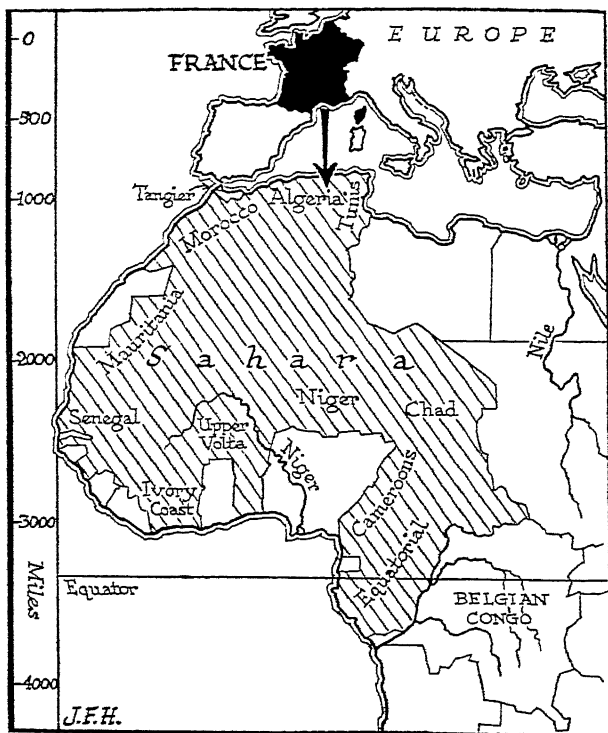 0
EUROPE
FRANCE
500
Tangier
1000
Algeria
Tunis
Morocco
Mauritania
2000
Sahara
Nile
Niger
Chad
Senegal
Upper
Volta
Niger
Ivory
Coast
Cameroons
3000
Equatorial
Miles
Equator
BELGIAN
CONGO
4000
J.F.H.